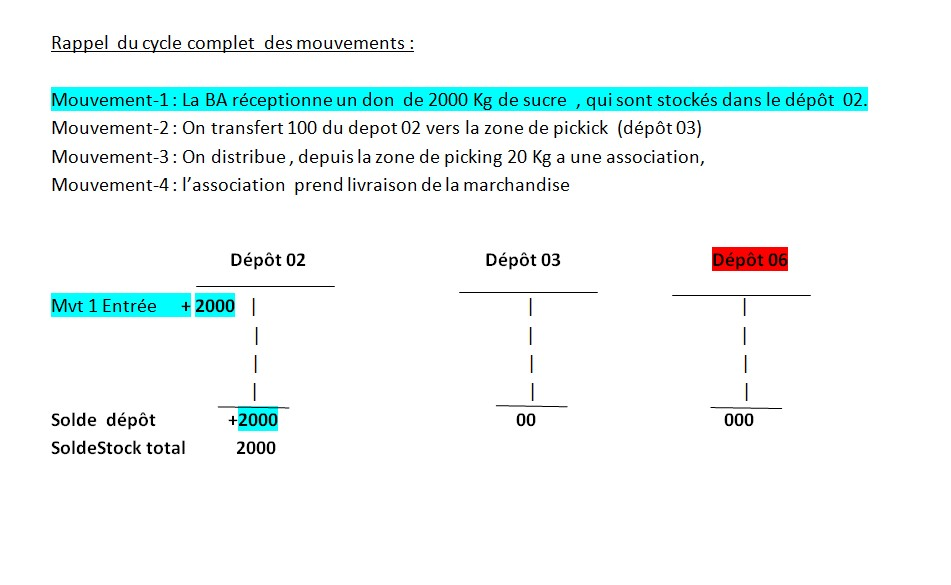 Rappel du cycle complet des mouvements :
Mouvement-1 : La BA réceptionne un don de 2000 Kg de sucre , qui sont stockés dans le dépôt 02.
Mouvement-2 : On transfert 100 du depot 02 vers la zone de pickick (dépôt 03)
Mouvement-3 : On distribue , depuis la zone de picking 20 Kg a une association,
Mouvement-4 : l’association prend livraison de la marchandise
Dépôt 02 Dépôt 03 Dépôt 06
Mvt 1 Entrée + 2000 | | |
| | |
| | |
| | |
Solde dépôt +2000 00 000
SoldeStock total 2000